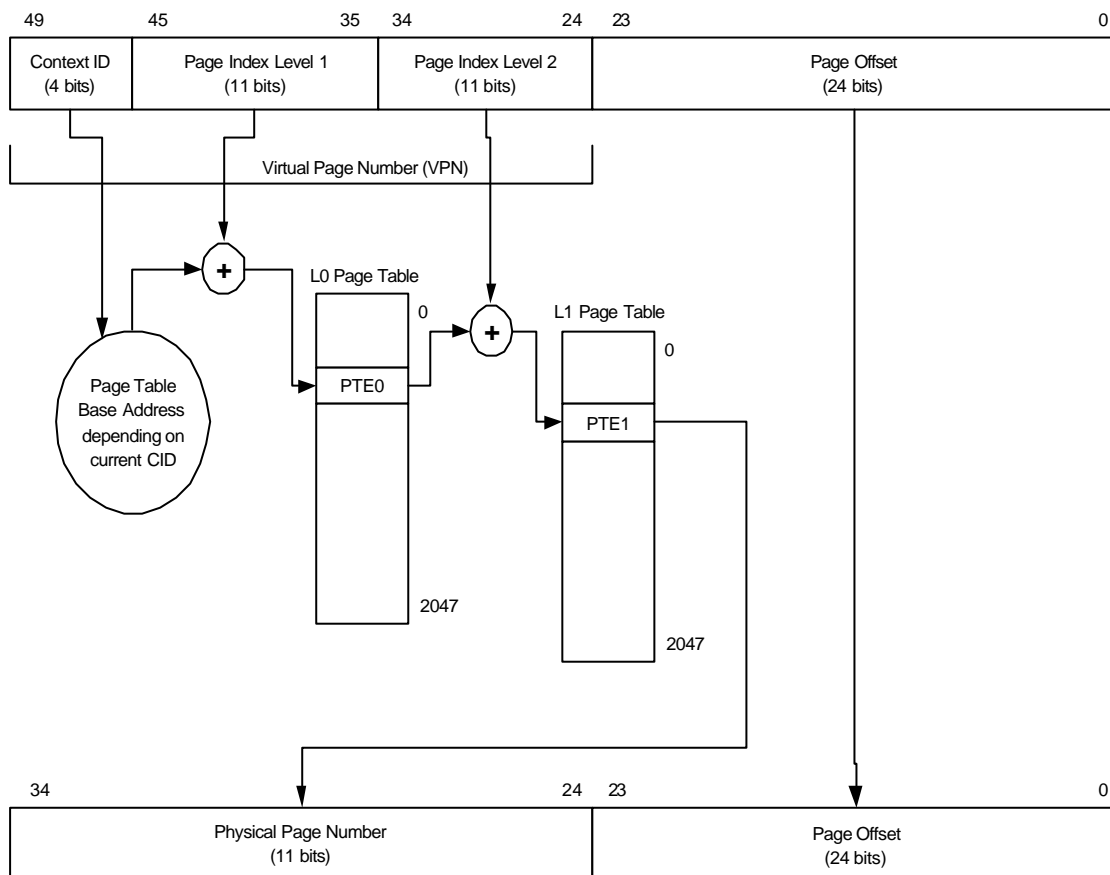 49 45 35 34 24 23 0
Context ID
(4 bits)
Page Index Level 1
(11 bits)
Page Index Level 2
(11 bits)
Page Offset
(24 bits)
Virtual Page Number (VPN)
+
L0 Page Table
0
PTE0
2047
+
L1 Page Table
0
PTE1
2047
Page Table
Base Address
depending on
current CID
34 24 23 0
Physical Page Number
(11 bits)
Page Offset
(24 bits)